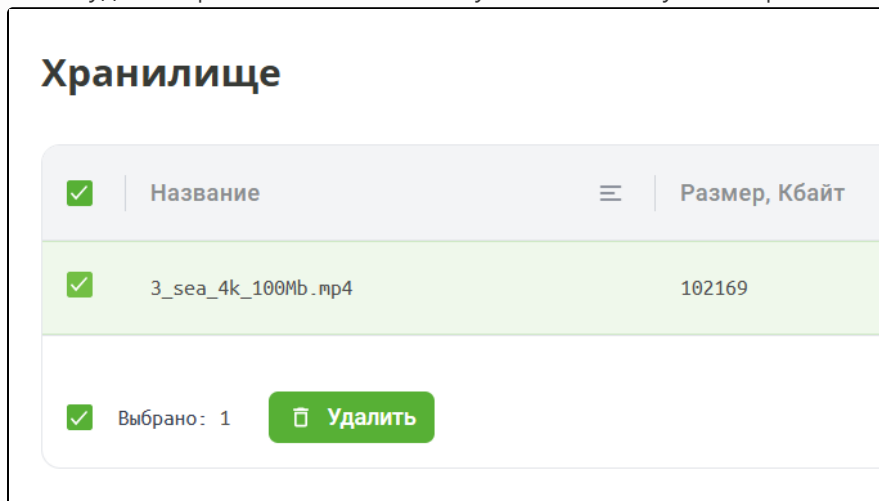 Хранилище
Название Размер, Кбайт
3_sea_4k_100Mb.mp4 102169
Выбрано: 1 Удалить